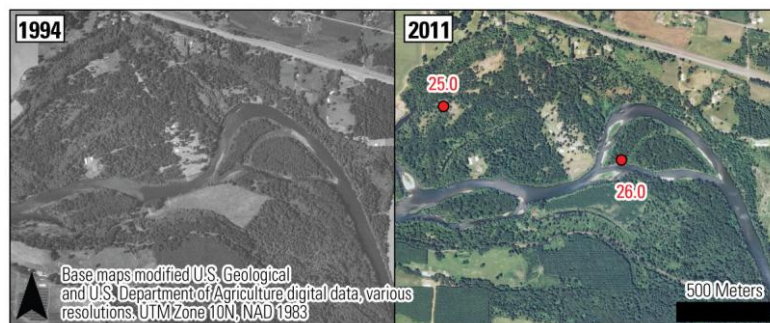 1994
2011
25.0
26.0
Base maps modified U.S. Geological
and U.S. Department of Agriculture digital data, various
resolutions. UTM Zone 10N, NAD 1983
500 Meters